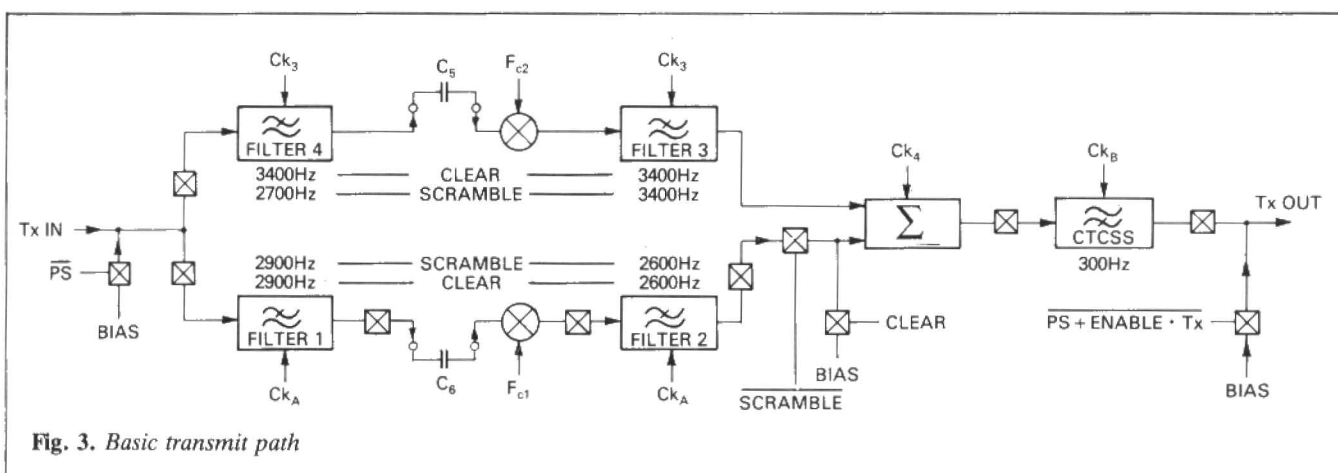 Ck3 C5 Fc2 Ck3
FILTER 4 FILTER 3
3400Hz CLEAR 3400Hz
2700Hz SCRAMBLE 3400Hz
Ck4 CkB
Tx IN Σ CTCSS Tx OUT
300Hz
PS
BIAS
2900Hz SCRAMBLE 2600Hz
2900Hz CLEAR 2600Hz
FILTER 1 FILTER 2
CLEAR
PS + ENABLE · Tx
BIAS
CkA C6 Fc1 CkA
SCRAMBLE
BIAS
Fig. 3. Basic transmit path